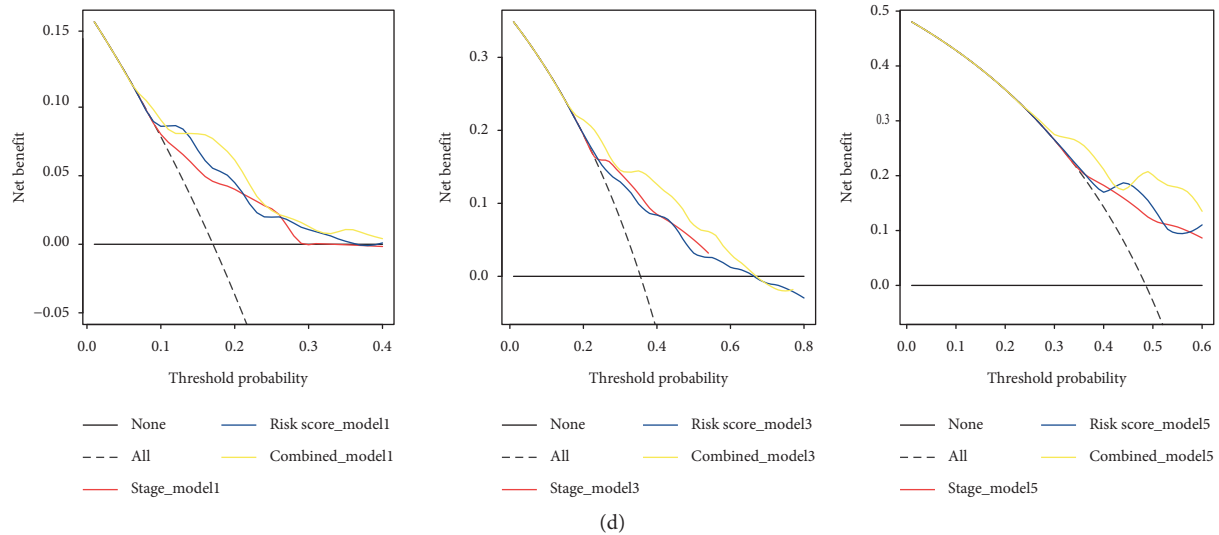 0.15
0.10
0.05
0.00
−0.05
Net benefit
0.0 0.1 0.2 0.3 0.4
Threshold probability
None
All
Stage_model1
Risk score_model1
Combined_model1
0.3
0.2
0.1
0.0
Net benefit
0.0 0.2 0.4 0.6 0.8
Threshold probability
None
All
Stage_model3
Risk score_model3
Combined_model3
0.5
0.4
0.3
0.2
0.1
0.0
Net benefit
0.0 0.1 0.2 0.3 0.4 0.5 0.6
Threshold probability
None
All
Stage_model5
Risk score_model5
Combined_model5
(d)